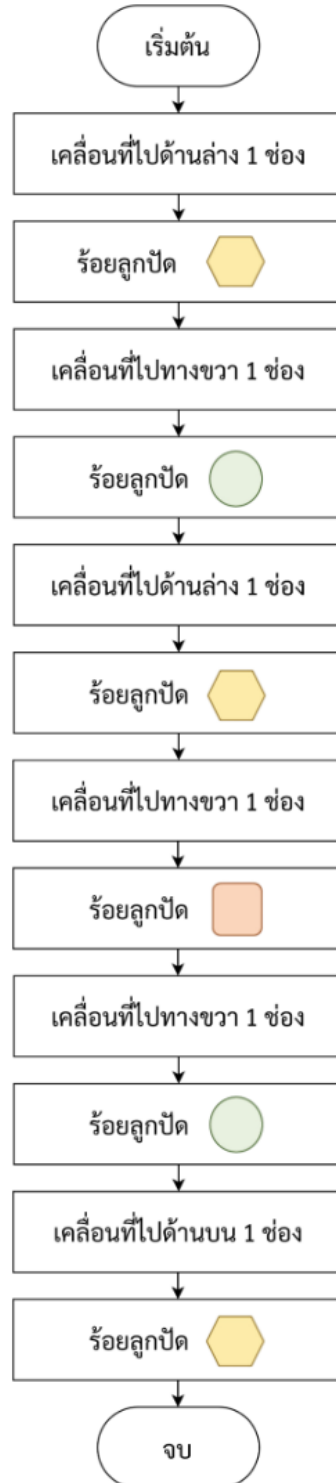 เริ่มต้น
เคลื่อนที่ไปด้านล่าง 1 ช่อง
ร้อยลูกปัด
เคลื่อนที่ไปทางขวา 1 ช่อง
ร้อยลูกปัด
เคลื่อนที่ไปด้านล่าง 1 ช่อง
ร้อยลูกปัด
เคลื่อนที่ไปทางขวา 1 ช่อง
ร้อยลูกปัด
เคลื่อนที่ไปทางขวา 1 ช่อง
ร้อยลูกปัด
เคลื่อนที่ไปด้านบน 1 ช่อง
ร้อยลูกปัด
จบ